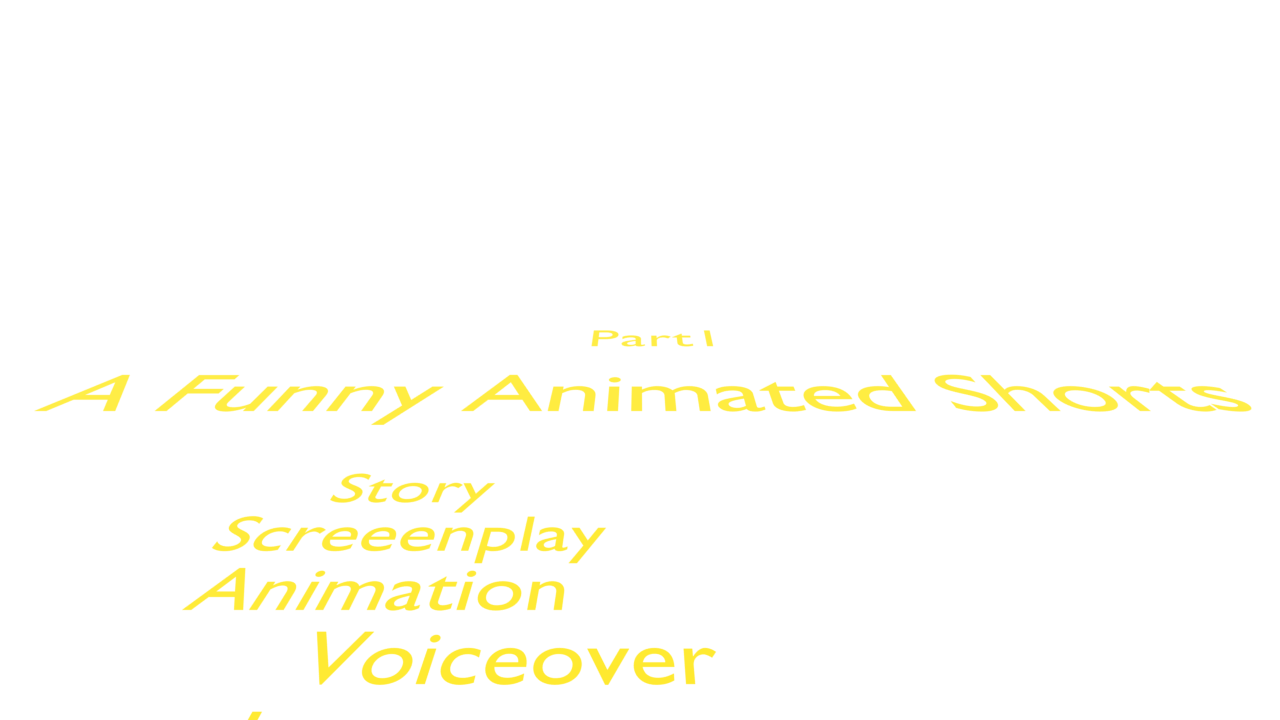 Part I
A Funny Animated Shorts
Story
Screeenplay
Animation
Voiceover